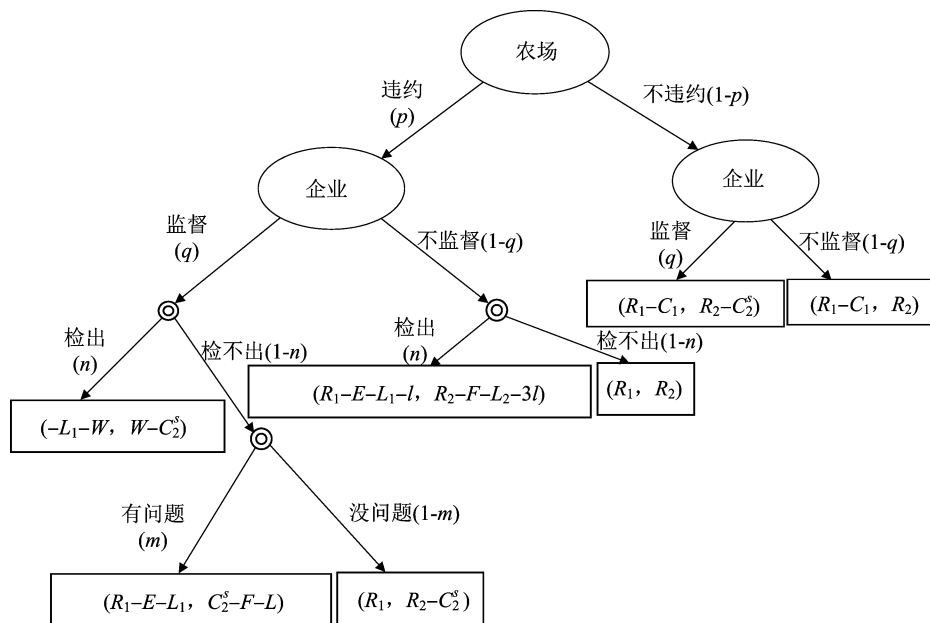 农场
违约
(p)
不违约(1-p)
企业
企业
监督
(q)
不监督(1-q)
监督
(q)
不监督(1-q)
(R₁−C₁, R₂−C₂ˢ)
(R₁−C₁, R₂)
检出
(n)
检不出(1-n)
检出
(n)
检不出(1-n)
(R₁−E−L₁−l, R₂−F−L₂−3l)
(R₁, R₂)
(−L₁−W, W−C₂ˢ)
有问题
(m)
没问题(1-m)
(R₁−E−L₁, C₂ˢ−F−L)
(R₁, R₂−C₂ˢ)